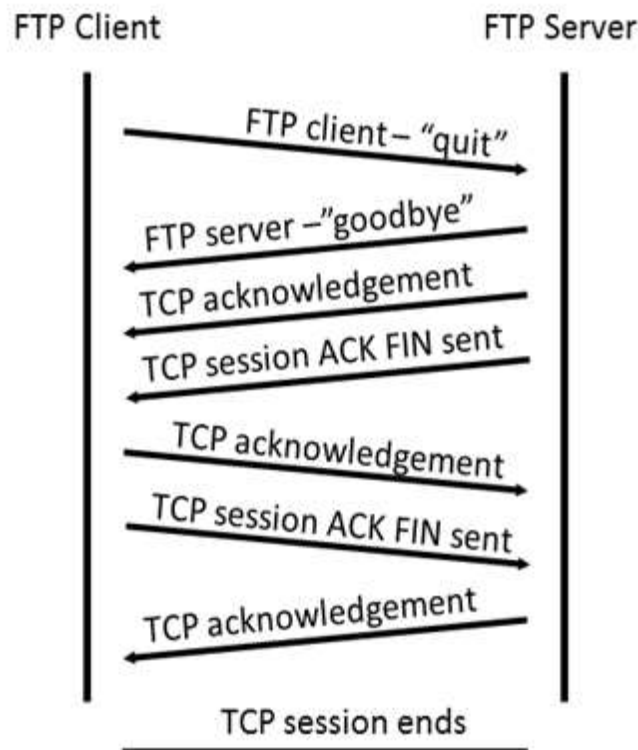 FTP Client FTP Server
FTP client – “quit”
FTP server –”goodbye”
TCP acknowledgement
TCP session ACK FIN sent
TCP acknowledgement
TCP session ACK FIN sent
TCP acknowledgement
TCP session ends